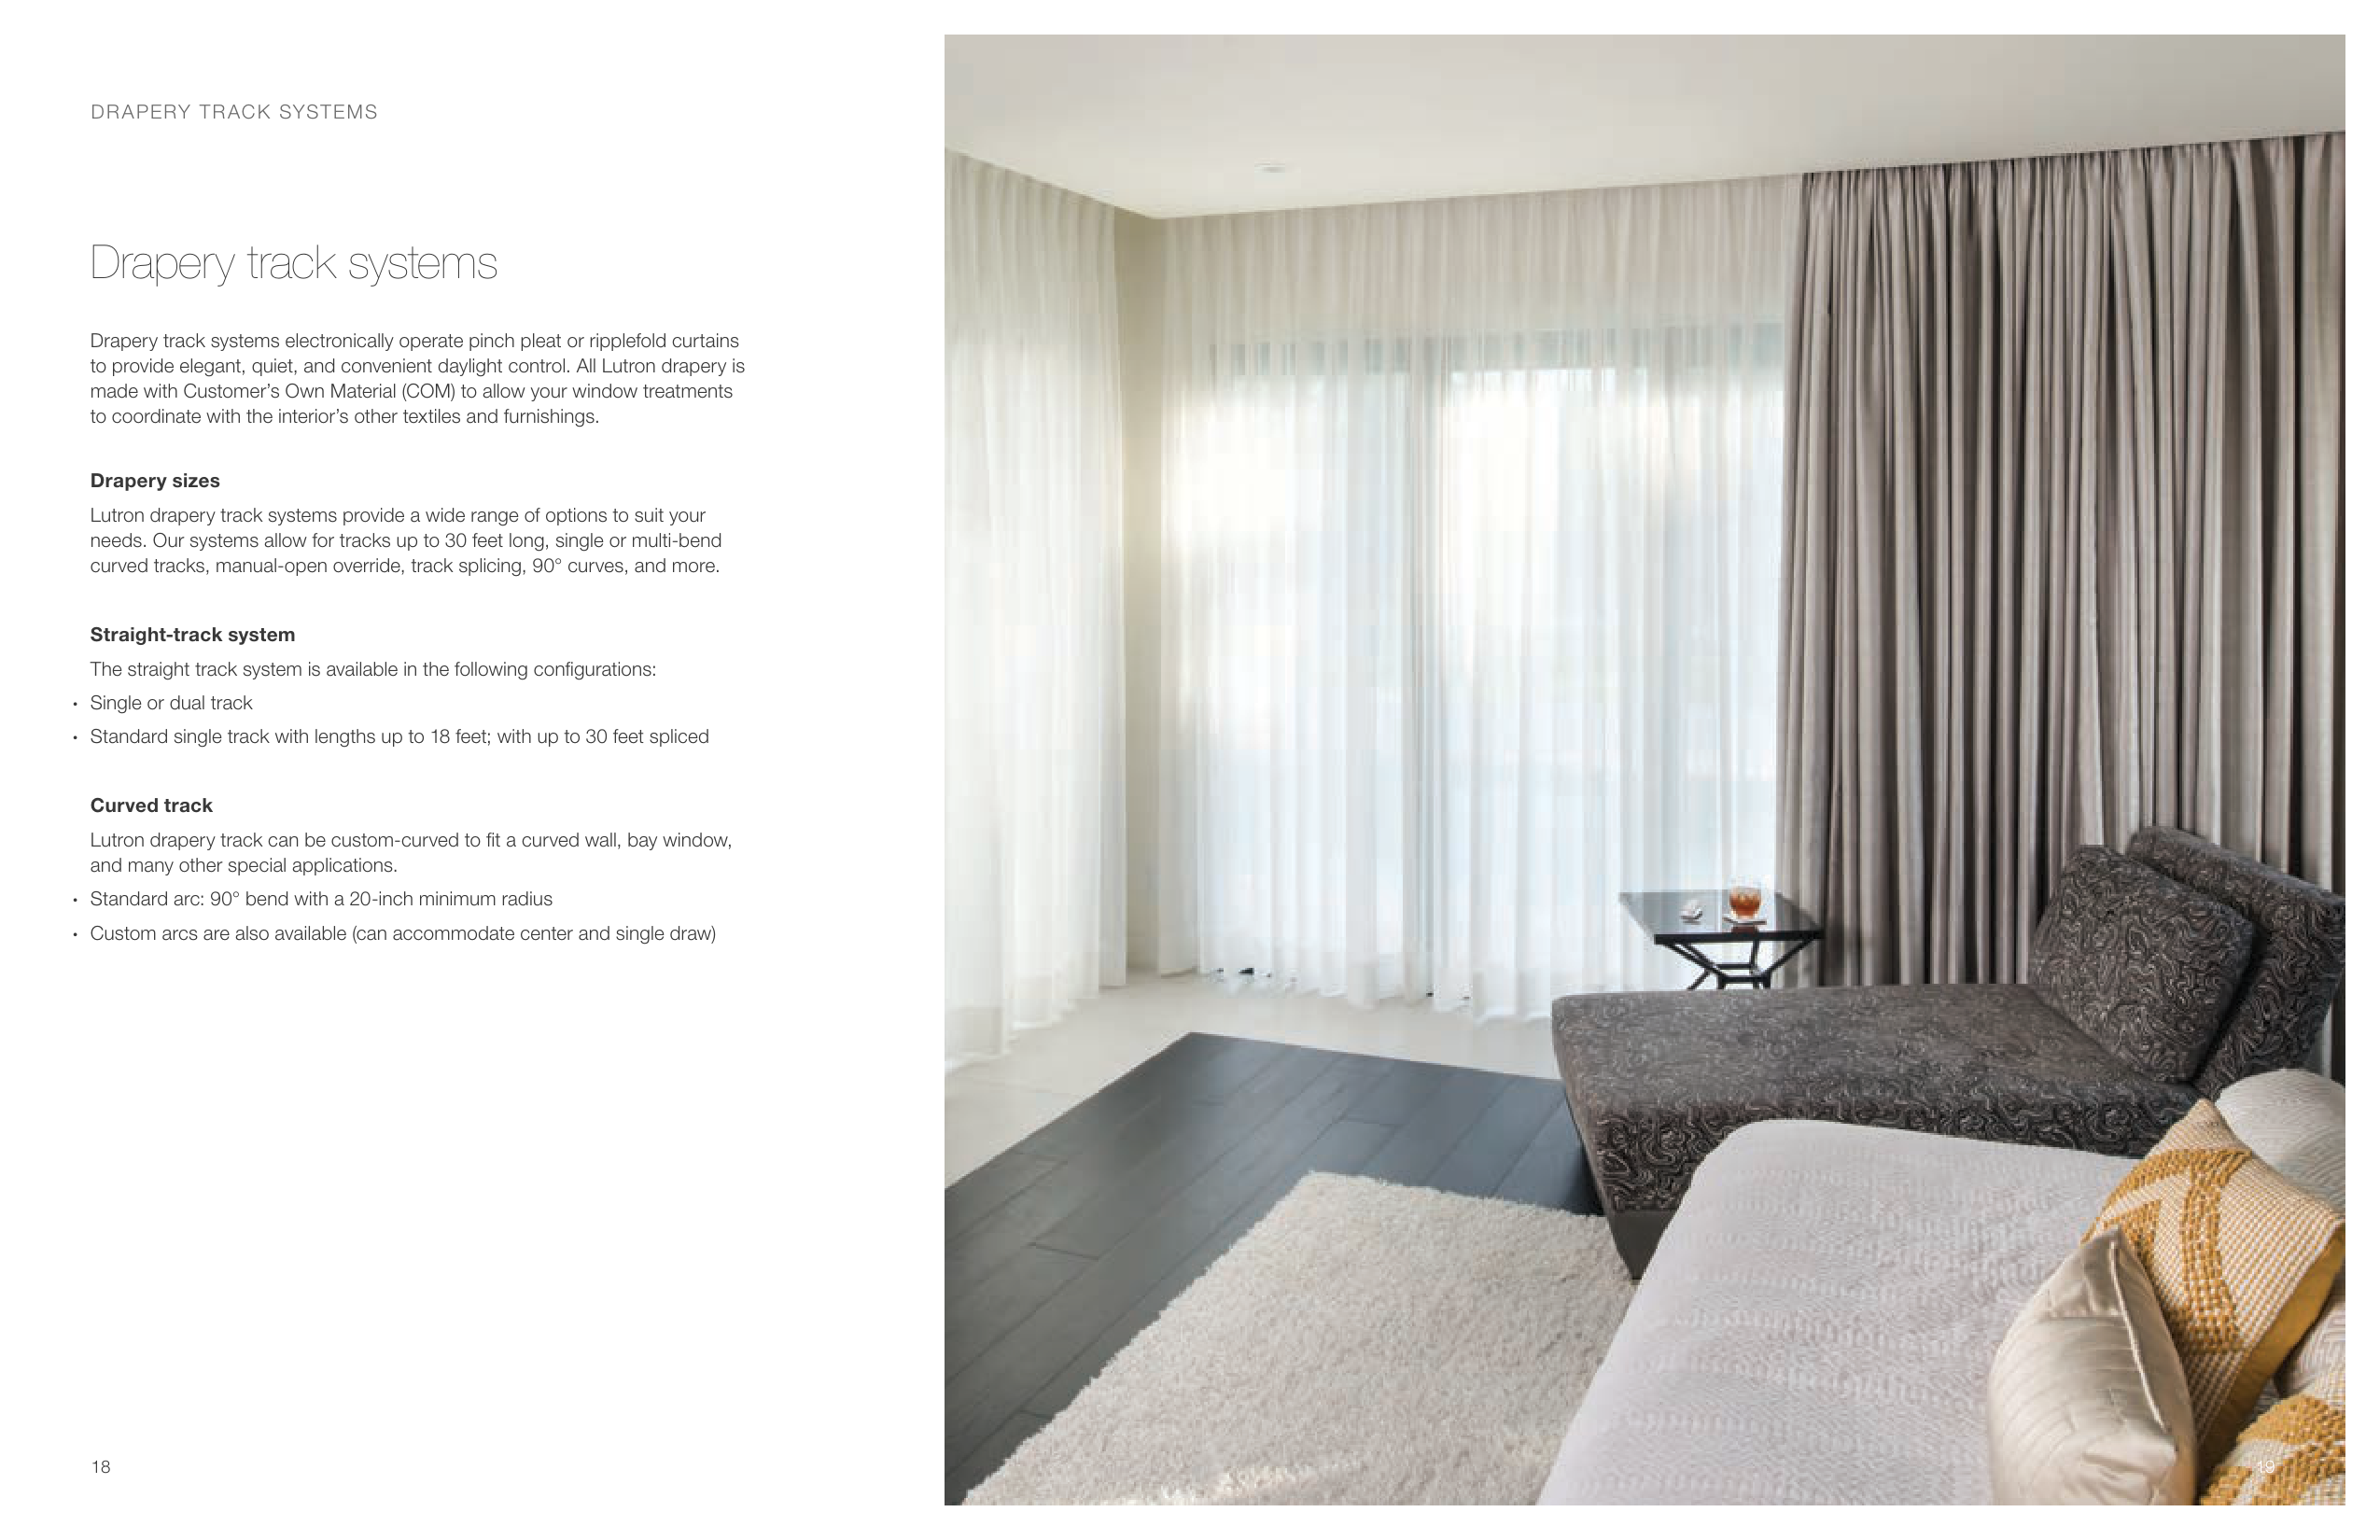 DRAPERY TRACK SYSTEMS
Drapery track systems
Drapery track systems electronically operate pinch pleat or ripplefold curtains
to provide elegant, quiet, and convenient daylight control. All Lutron drapery is
made with Customer’s Own Material (COM) to allow your window treatments
to coordinate with the interior’s other textiles and furnishings.
Drapery sizes
Lutron drapery track systems provide a wide range of options to suit your
needs. Our systems allow for tracks up to 30 feet long, single or multi-bend
curved tracks, manual-open override, track splicing, 90° curves, and more.
Straight-track system
The straight track system is available in the following configurations:
• Single or dual track
• Standard single track with lengths up to 18 feet; with up to 30 feet spliced
Curved track
Lutron drapery track can be custom-curved to fit a curved wall, bay window,
and many other special applications.
• Standard arc: 90° bend with a 20-inch minimum radius
• Custom arcs are also available (can accommodate center and single draw)
18
19